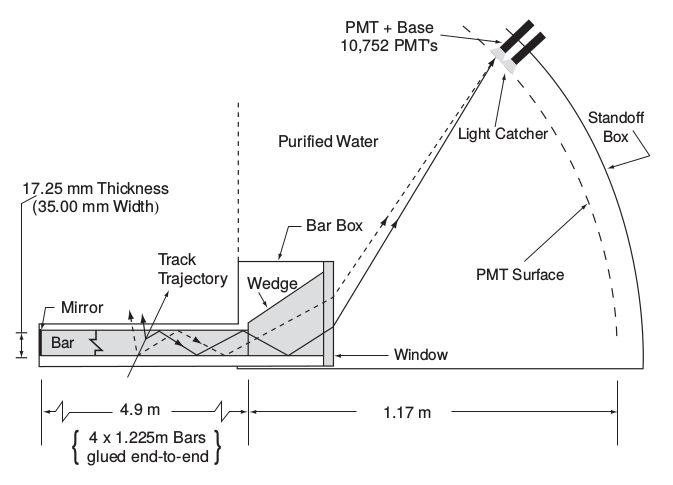 PMT + Base
10,752 PMT's
Purified Water
Light Catcher
Standoff
Box
17.25 mm Thickness
(35.00 mm Width)
Bar Box
Track
Trajectory
Wedge
PMT Surface
Mirror
Bar
Window
4.9 m
1.17 m
4 x 1.225m Bars
glued end-to-end